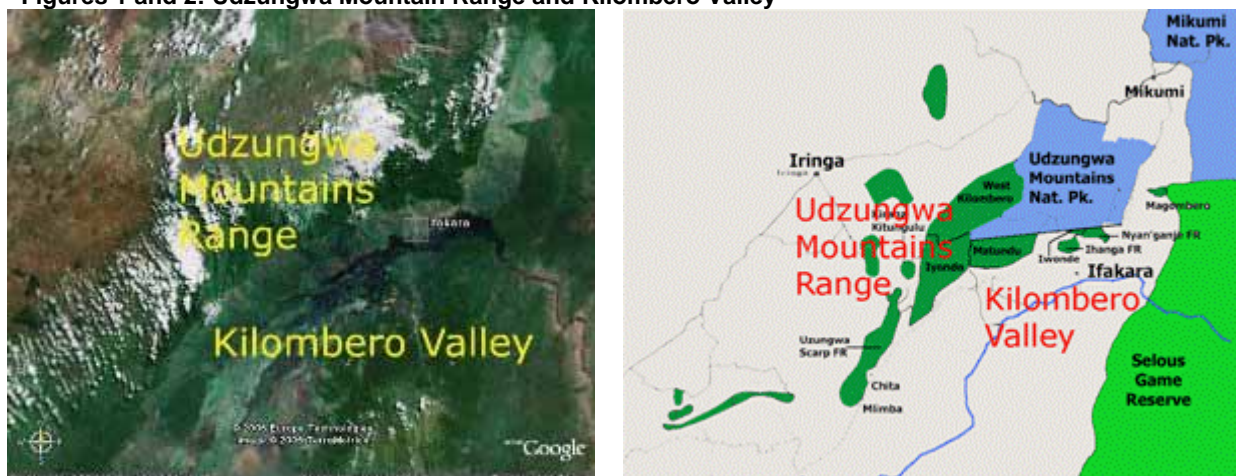 Figures 1 and 2: Udzungwa Mountain Range and Kilombero Valley
Udzungwa
Mountains
Range
Ifakara
Kilombero Valley
© 2006 Europa Technologies
Image © 2006 TerraMetrics
Google
Mikumi
Nat. Pk.
Mikumi
Iringa
Udzungwa
Mountains
Nat. Pk.
West
Kilombero
Magombero
Kitungulu
Udzungwa
Mountains
Range
Nyan'ganje FR
Matundu
Iyondo
Iwonde
Ihanga FR
Ifakara
Kilombero
Valley
Uzungwa
Scarp FR
Selous
Game
Reserve
Chita
Mlimba